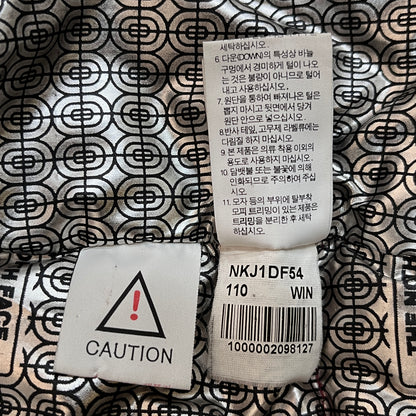 세탁하십시오.
6. 다운(DOWN)의 특성상 바늘
구멍에서 경미하게 털이 나오
는 것은 불량이 아니므로 털어
내고 사용하십시오.
7. 원단을 통하여 빠져나온 털은
뽑지 마시고 뒷면에서 당겨
원단 안으로 넣으십시오.
8. 반사 테잎, 고무제 라벨류에는
다림질 하지 마십시오.
9. 본 제품은 의류 착용 이외의
용도로 사용하지 마십시오.
10. 담뱃불 또는 불꽃에 의해
인화되므로 주의하여 주십
시오.
11. 모자 등의 부위에 탈부착
모피 트리밍이 있는 제품은
트리밍을 분리한 후 세탁
하십시오.
NKJ1DF54
110 WIN
1000002098127
CAUTION
FACE